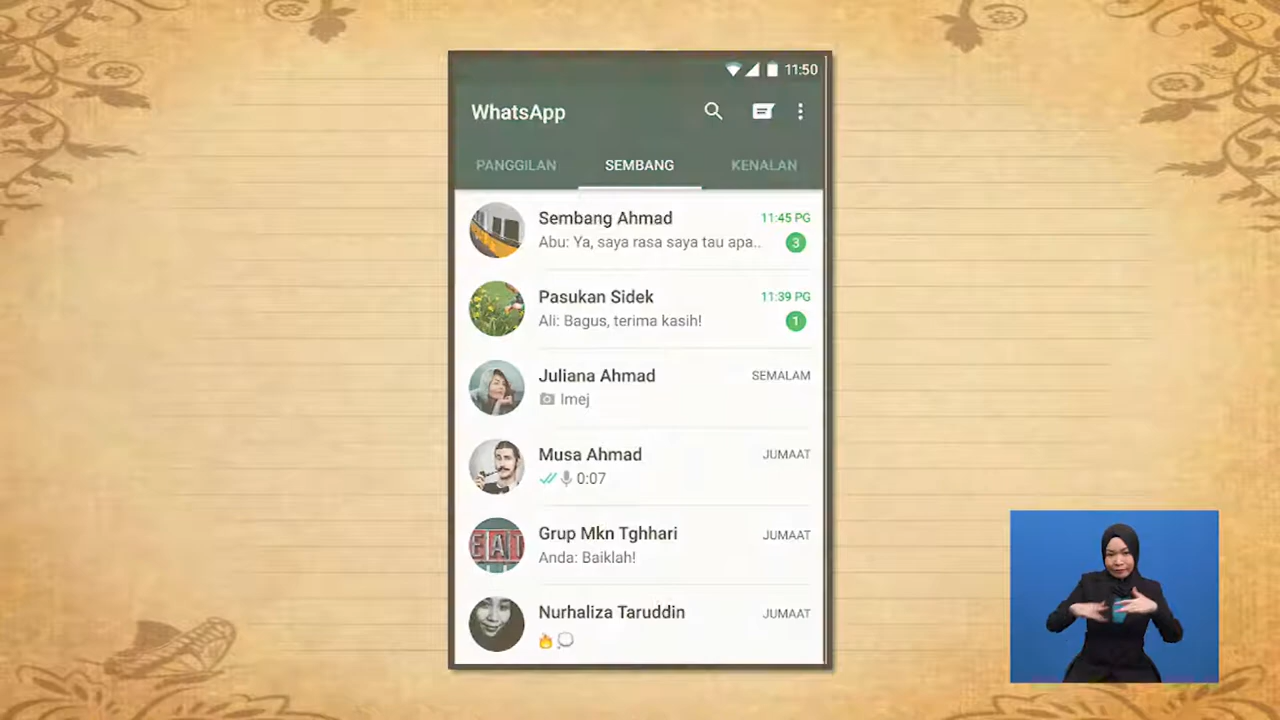 11:50
WhatsApp
PANGGILAN SEMBANG KENALAN
Sembang Ahmad 11:45 PG
Abu: Ya, saya rasa saya tau apa.. 3
Pasukan Sidek 11:39 PG
Ali: Bagus, terima kasih! 1
Juliana Ahmad SEMALAM
Imej
Musa Ahmad JUMAAT
0:07
Grup Mkn Tghhari JUMAAT
EAT
Anda: Baiklah!
Nurhaliza Taruddin JUMAAT